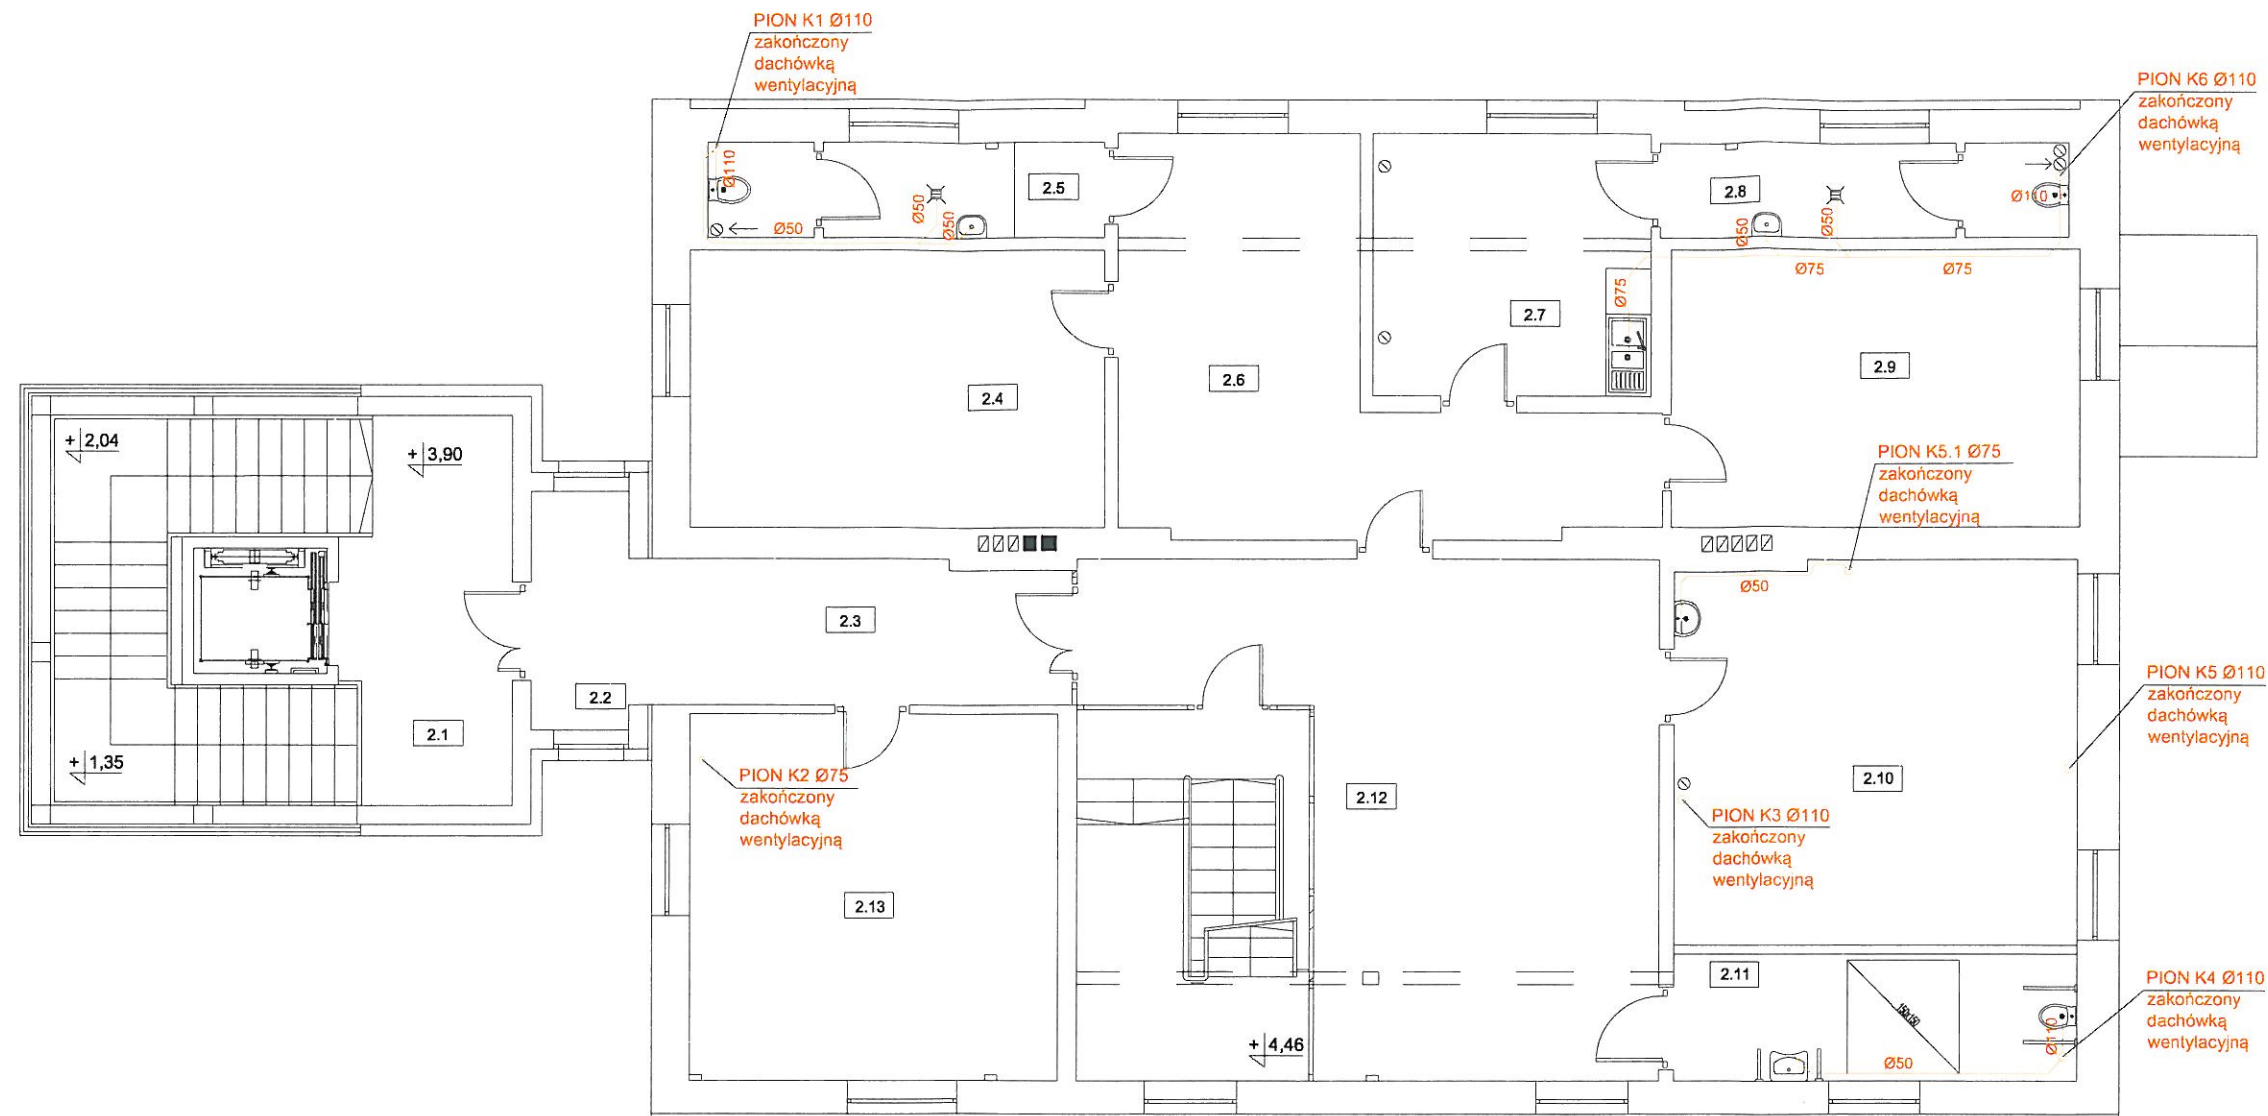 PION K1 Ø110
zakończony
dachówką
wentylacyjną
PION K6 Ø110
zakończony
dachówką
wentylacyjną
Ø110
2.5
Ø50
Ø50
Ø50
2.8
Ø50
Ø50
Ø110
Ø75
Ø75
Ø75
2.7
2.4
2.6
2.9
+ 2,04
+ 3,90
PION K5.1 Ø75
zakończony
dachówką
wentylacyjną
Ø50
2.3
2.2
2.1
+ 1,35
PION K2 Ø75
zakończony
dachówką
wentylacyjną
2.12
2.10
PION K5 Ø110
zakończony
dachówką
wentylacyjną
PION K3 Ø110
zakończony
dachówką
wentylacyjną
2.13
2.11
150x150
PION K4 Ø110
zakończony
dachówką
wentylacyjną
Ø110
Ø50
+ 4,46